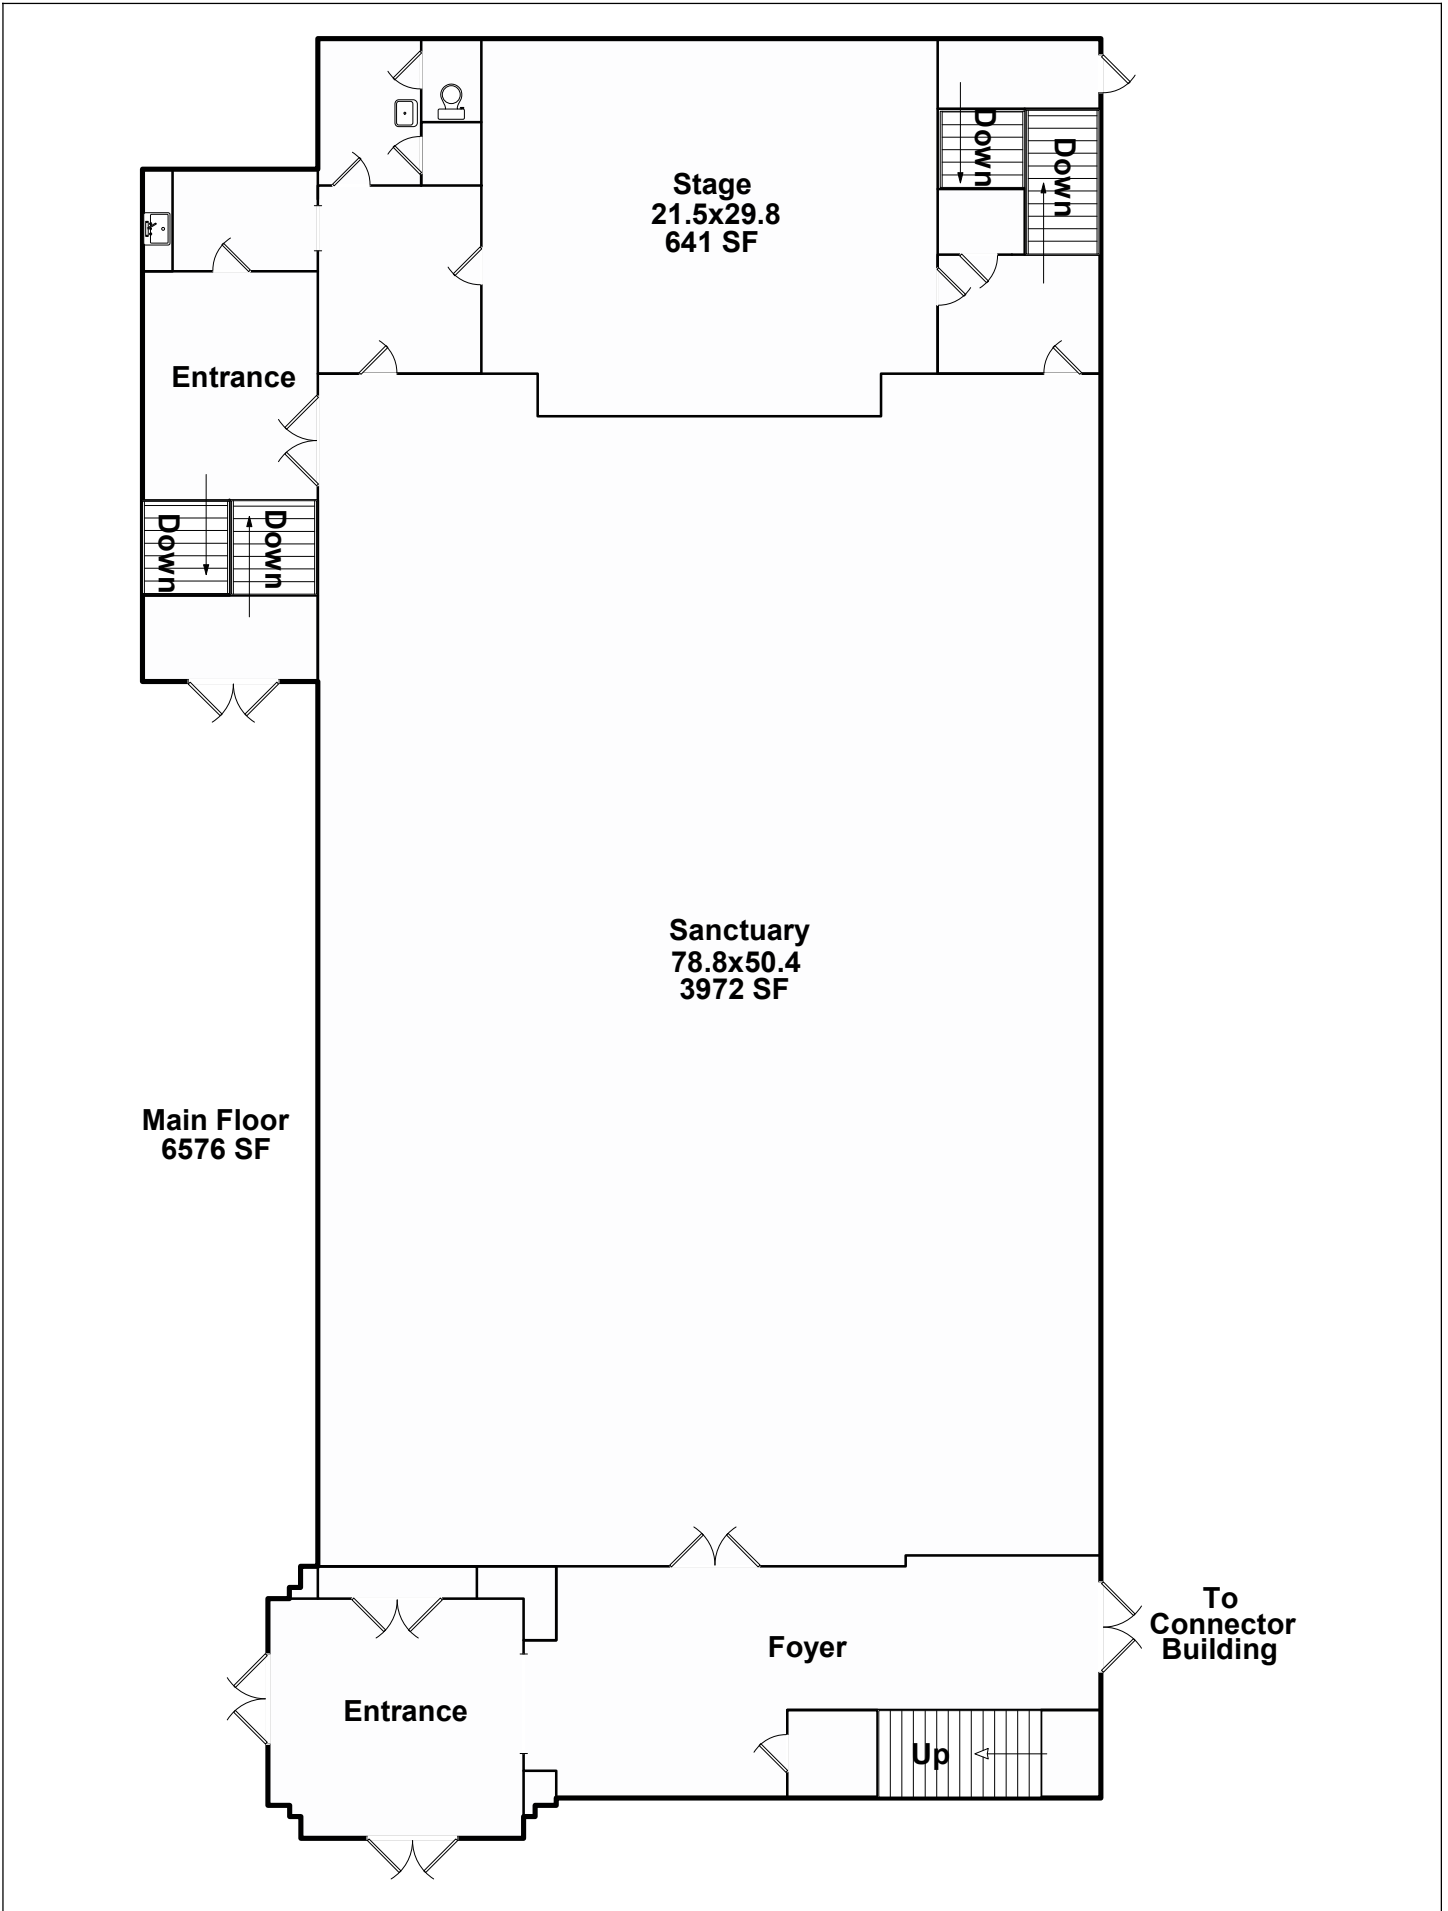 Down
Down
Stage
21.5x29.8
641 SF
Entrance
Down
Down
Sanctuary
78.8x50.4
3972 SF
Main Floor
6576 SF
To
Connector
Building
Foyer
Entrance
Up